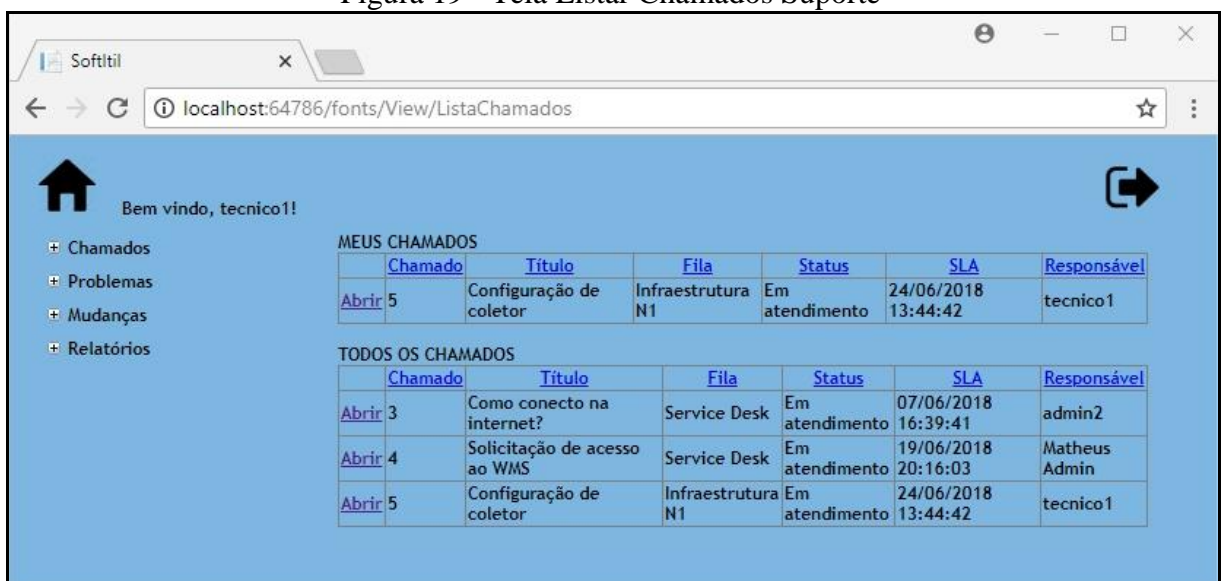 Figura 19 - Tela Listar Chamados Suporte
SoftItil
localhost:64786/fonts/View/ListaChamados
Bem vindo, tecnico1!
Chamados
Problemas
Mudanças
Relatórios
MEUS CHAMADOS
Chamado Título Fila Status SLA Responsável
Abrir 5 Configuração de coletor Infraestrutura N1 Em atendimento 24/06/2018 13:44:42 tecnico1
TODOS OS CHAMADOS
Chamado Título Fila Status SLA Responsável
Abrir 3 Como conecto na internet? Service Desk Em atendimento 07/06/2018 16:39:41 admin2
Abrir 4 Solicitação de acesso ao WMS Service Desk Em atendimento 19/06/2018 20:16:03 Matheus Admin
Abrir 5 Configuração de coletor Infraestrutura N1 Em atendimento 24/06/2018 13:44:42 tecnico1